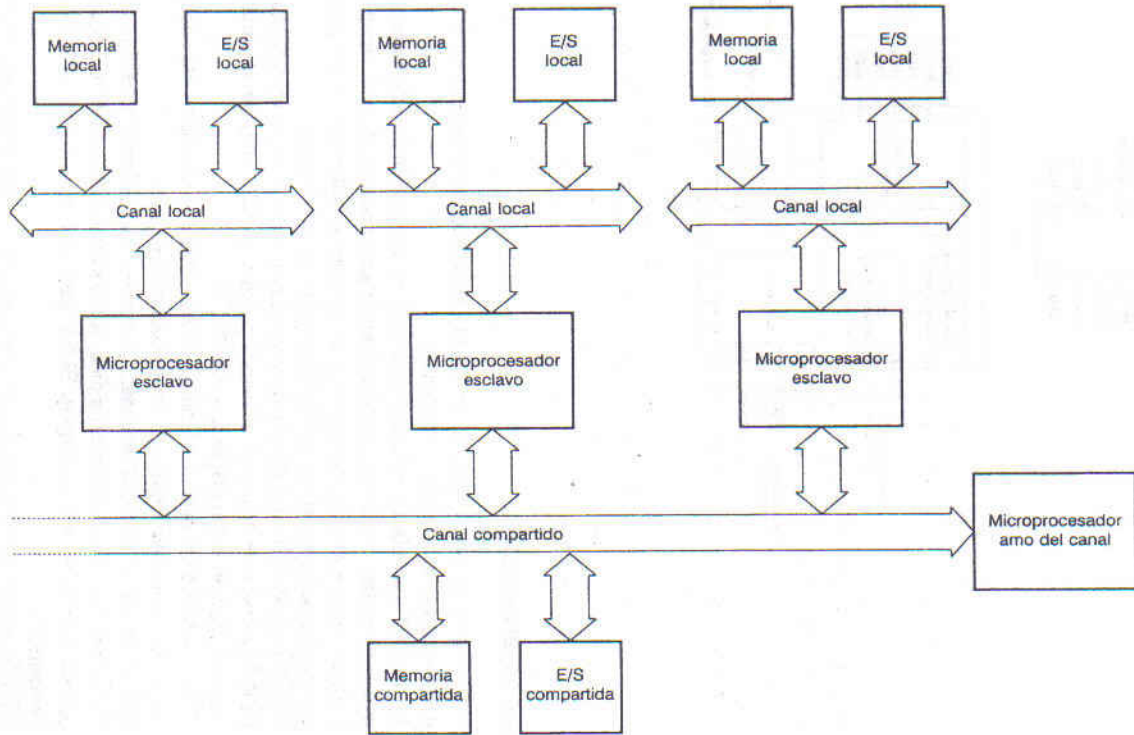 Memoria
local
E/S
local
Memoria
local
E/S
local
Memoria
local
E/S
local
Canal local
Canal local
Canal local
Microprocesador
esclavo
Microprocesador
esclavo
Microprocesador
esclavo
Canal compartido
Microprocesador
amo del canal
Memoria
compartida
E/S
compartida